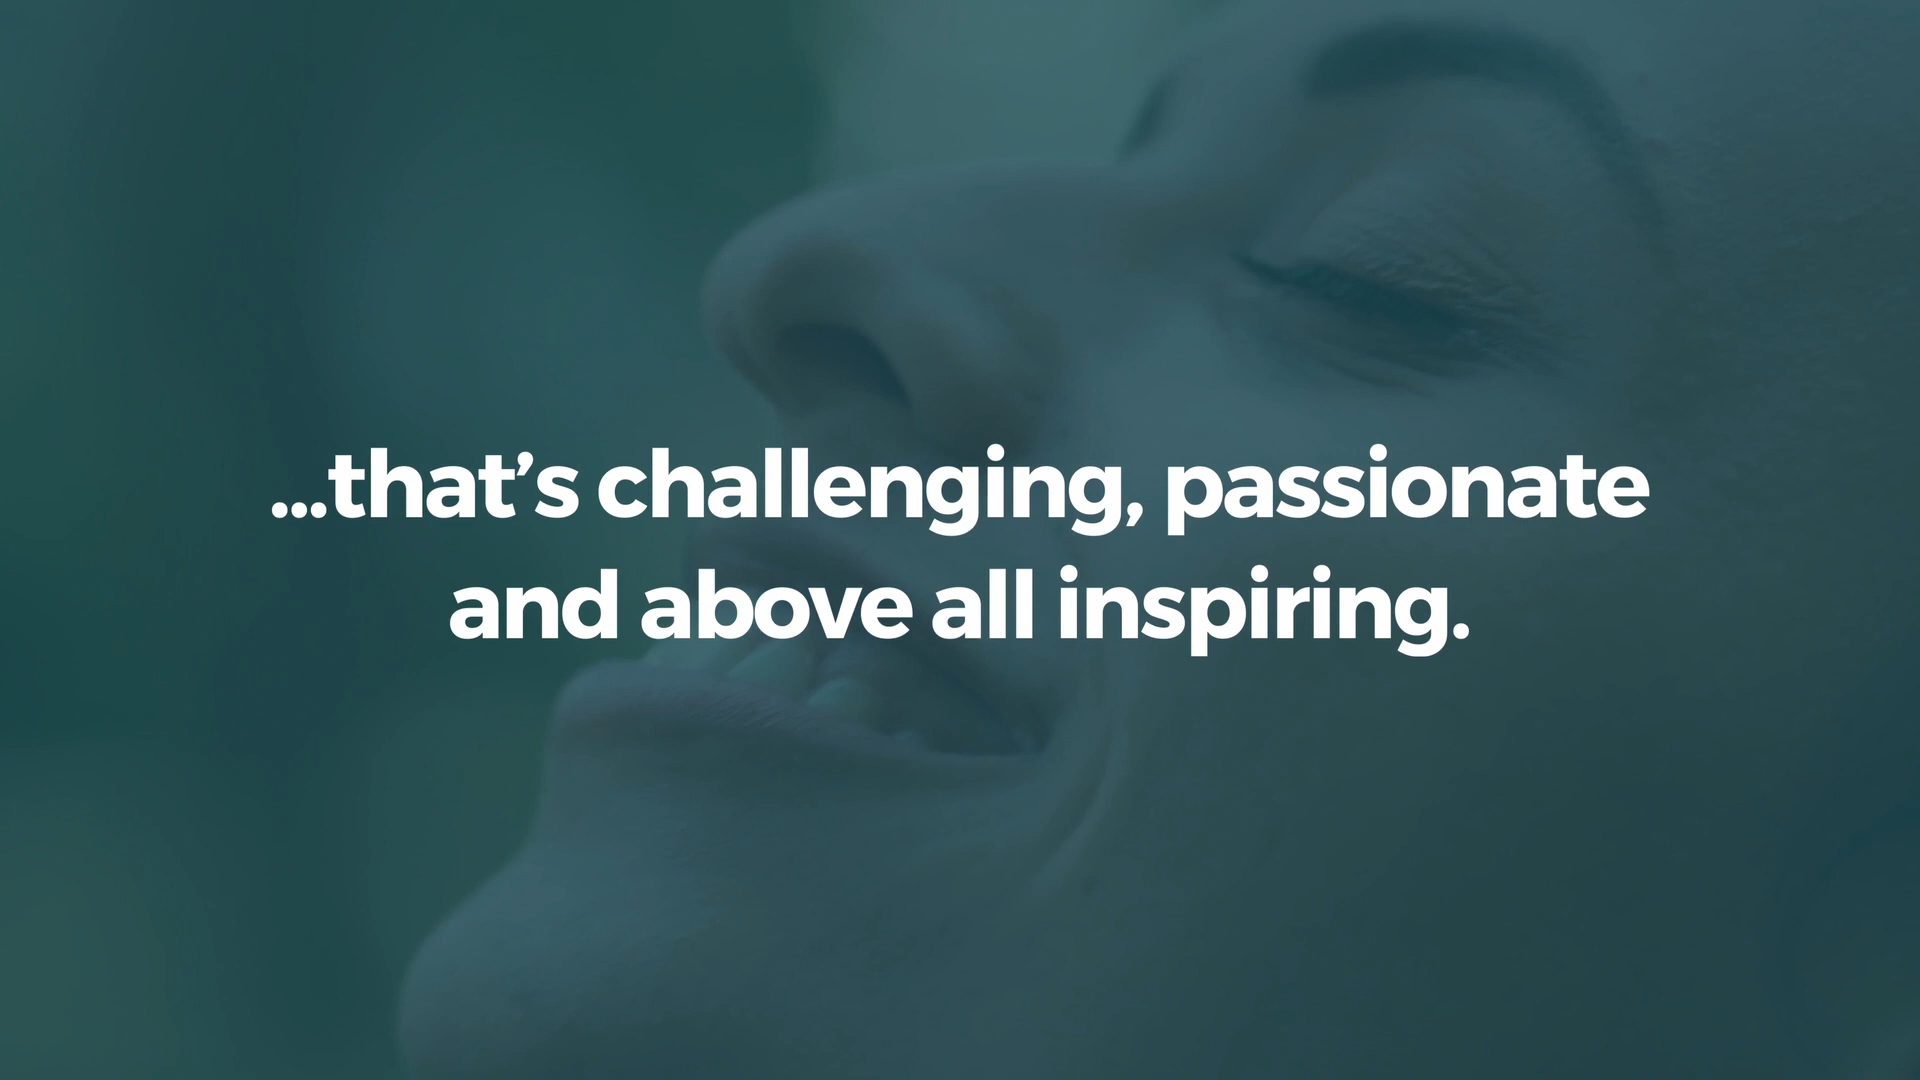 ...that’s challenging, passionate
and above all inspiring.